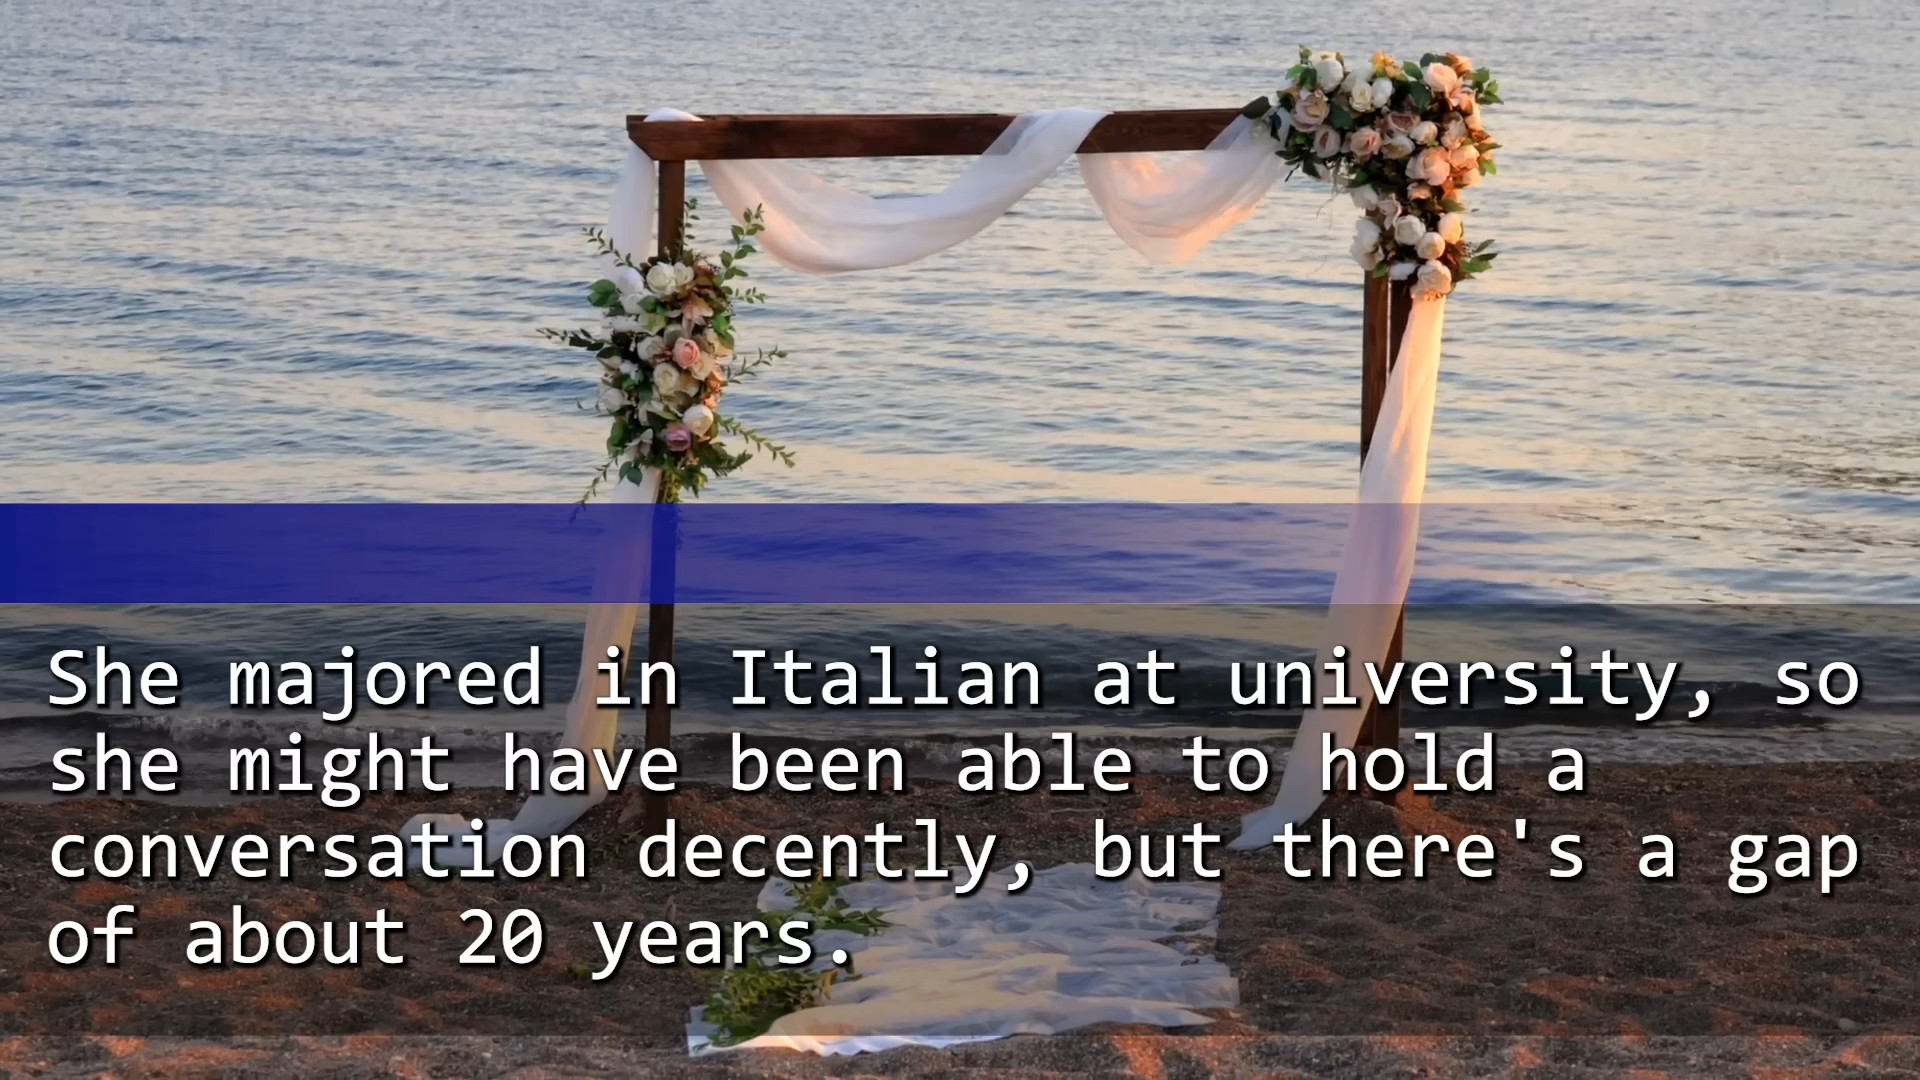 She majored in Italian at university, so
she might have been able to hold a
conversation decently, but there's a gap
of about 20 years.